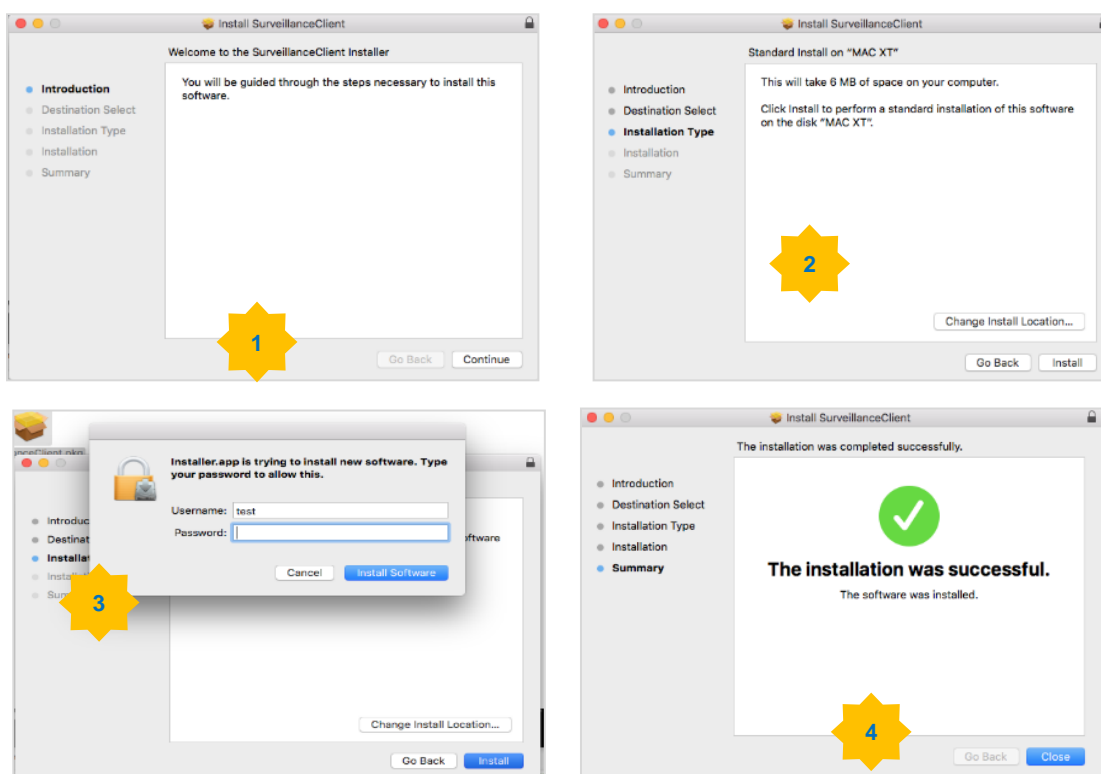 Install SurveillanceClient
Welcome to the SurveillanceClient Installer
Introduction
Destination Select
Installation Type
Installation
Summary
You will be guided through the steps necessary to install this
software.
1
Go Back
Continue
Install SurveillanceClient
Standard Install on “MAC XT”
Introduction
Destination Select
Installation Type
Installation
Summary
This will take 6 MB of space on your computer.
Click Install to perform a standard installation of this software
on the disk “MAC XT”.
2
Change Install Location...
Go Back
Install
Installer.app is trying to install new software. Type
your password to allow this.
Username: test
Password:
Cancel
Install Software
Introduc
Destinat
Installat
Instal
Sum
ftware
3
Change Install Location...
Go Back
Install
Install SurveillanceClient
The installation was completed successfully.
Introduction
Destination Select
Installation Type
Installation
Summary
The installation was successful.
The software was installed.
4
Go Back
Close